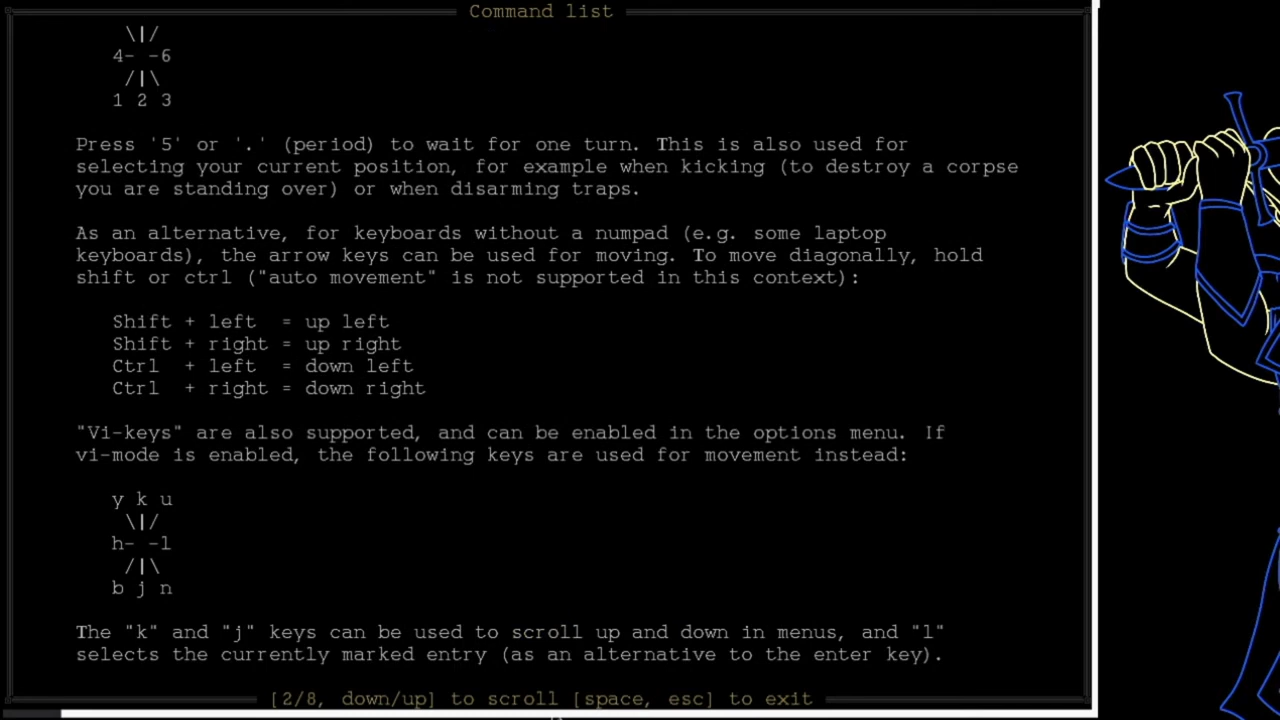 Command list
\|/
4- -6
/|\
1 2 3
Press '5' or '.' (period) to wait for one turn. This is also used for
selecting your current position, for example when kicking (to destroy a corpse
you are standing over) or when disarming traps.
As an alternative, for keyboards without a numpad (e.g. some laptop
keyboards), the arrow keys can be used for moving. To move diagonally, hold
shift or ctrl ("auto movement" is not supported in this context):
Shift + left = up left
Shift + right = up right
Ctrl + left = down left
Ctrl + right = down right
"Vi-keys" are also supported, and can be enabled in the options menu. If
vi-mode is enabled, the following keys are used for movement instead:
y k u
\|/
h- -l
/|\
b j n
The "k" and "j" keys can be used to scroll up and down in menus, and "l"
selects the currently marked entry (as an alternative to the enter key).
[2/8, down/up] to scroll [space, esc] to exit